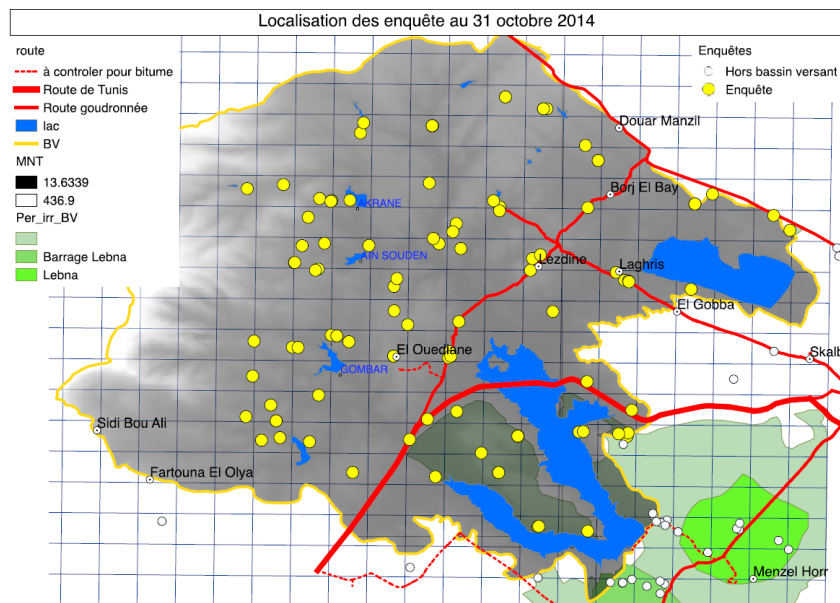 Localisation des enquête au 31 octobre 2014
route
à controler pour bitume
Route de Tunis
Route goudronnée
lac
BV
MNT
13.6339
436.9
Per_irr_BV
Barrage Lebna
Lebna
Enquêtes
Hors bassin versant
Enquête
Douar Manzil
Borj El Bay
AKRANE
AIN SOUDEN
Lezdine
Laghris
El Gobba
El Ouediane
Skalb
GOMBAR
Sidi Bou Ali
Fartouna El Olya
Menzel Horr